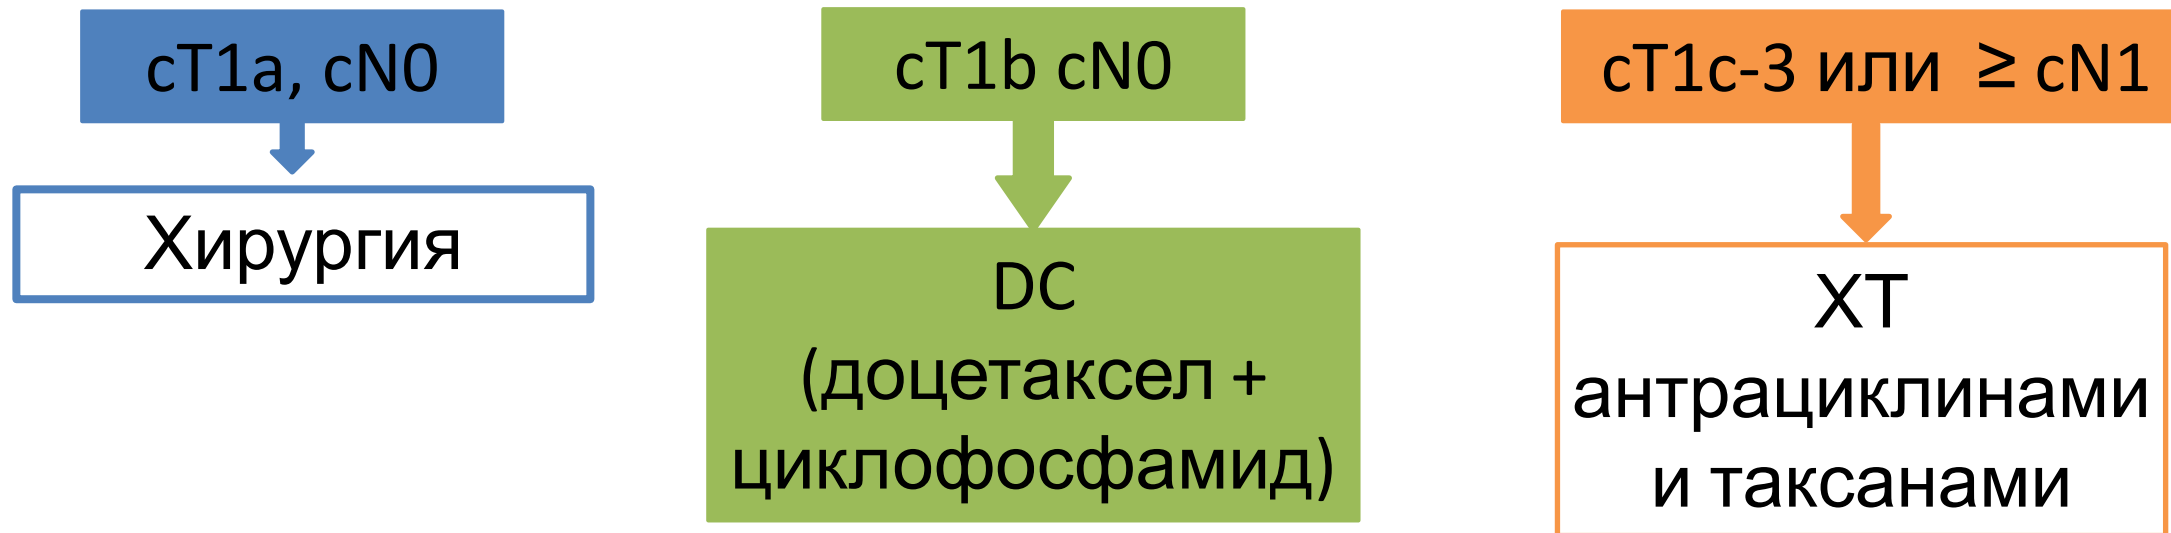 cT1a, cN0
cT1b cN0
cT1c-3 или ≥ cN1
Хирургия
DC
(доцетаксел +
циклофосфамид)
ХТ
антрациклинами
и таксанами